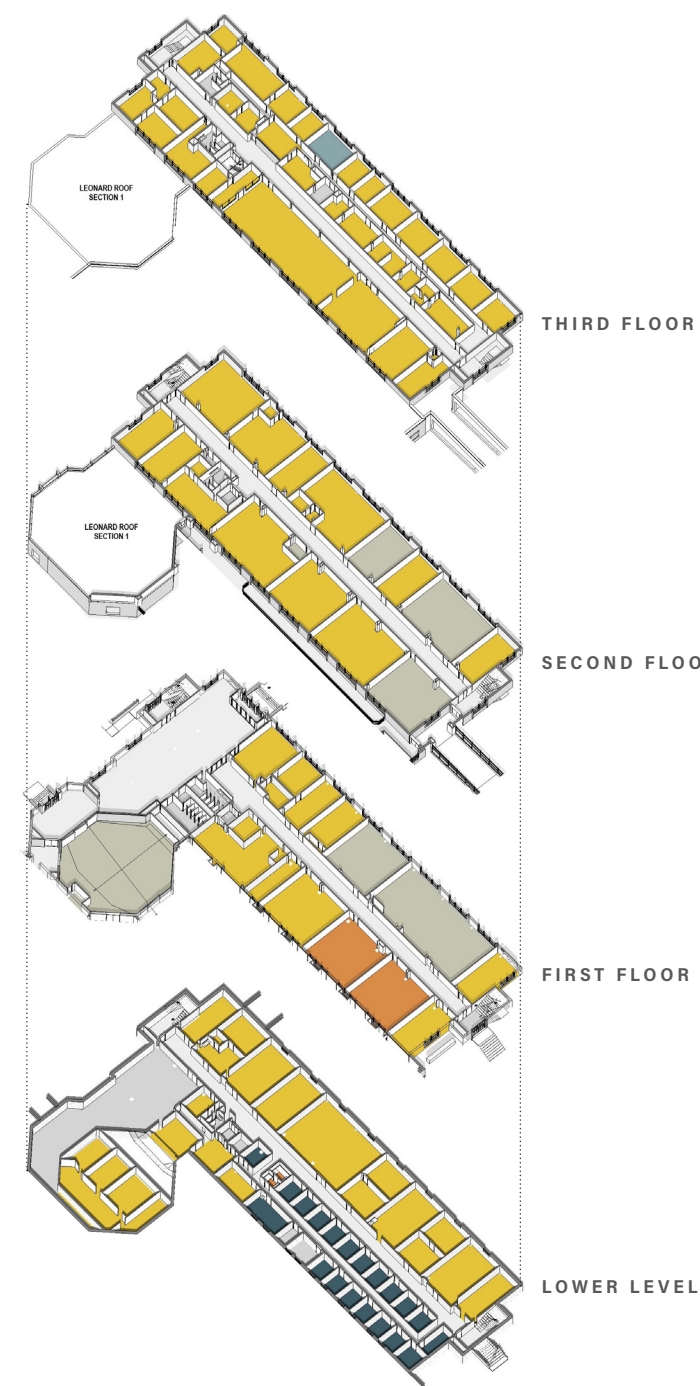 LEONARD ROOF
SECTION 1
THIRD FLOOR
LEONARD ROOF
SECTION 1
SECOND FLOO
FIRST FLOOR
LOWER LEVEL